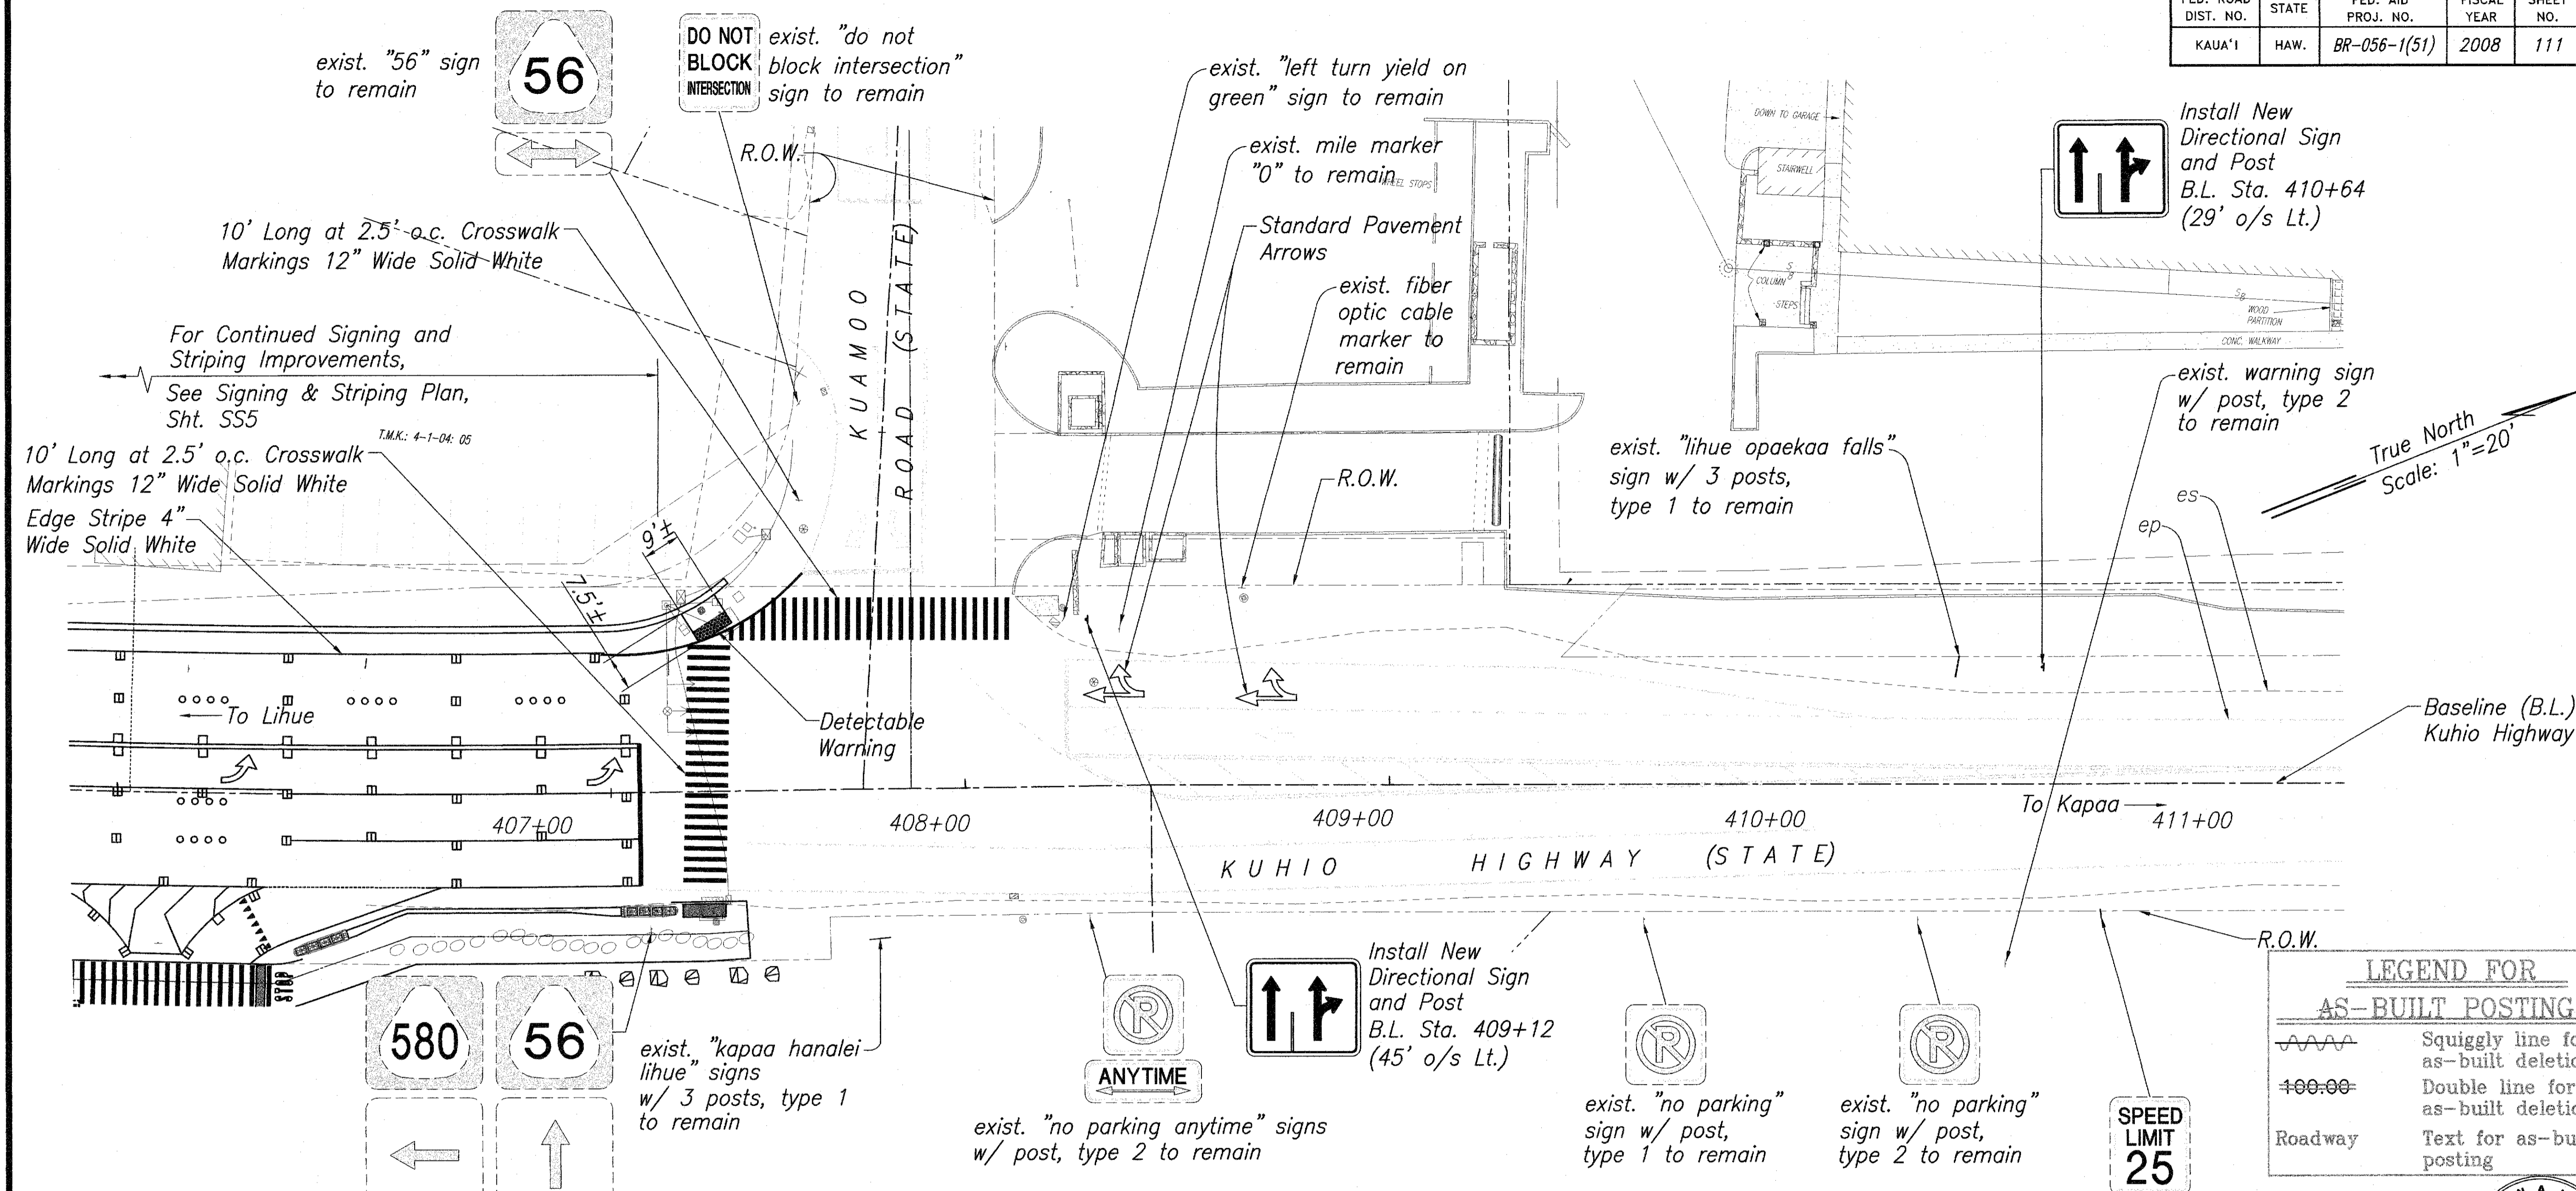 FED. ROAD DIST. NO.
STATE
FED. AID PROJ. NO.
FISCAL YEAR
SHEET NO.
KAUA'I
HAW.
BR-056-1(51)
2008
111
exist. "56" sign
to remain
56
DO NOT
BLOCK
INTERSECTION
exist. "do not
block intersection"
sign to remain
R.O.W.
exist. "left turn yield on
green" sign to remain
exist. mile marker
"0" to remain
WHEEL STOPS
Standard Pavement
Arrows
exist. fiber
optic cable
marker to
remain
DOWN TO GARAGE
STAIRWELL
COLUMN
STEPS
S
B
S
B
WOOD
PARTITION
CONC. WALKWAY
Install New
Directional Sign
and Post
B.L. Sta. 410+64
(29' o/s Lt.)
10' Long at 2.5' o.c. Crosswalk
Markings 12" Wide Solid White
For Continued Signing and
Striping Improvements,
See Signing & Striping Plan,
Sht. SS5
T.M.K.: 4-1-04: 05
10' Long at 2.5' o.c. Crosswalk
Markings 12" Wide Solid White
Edge Stripe 4"
Wide Solid White
KUAMOO
ROAD (STATE)
R.O.W.
exist. "lihue opaekaa falls"
sign w/ 3 posts,
type 1 to remain
exist. warning sign
w/ post, type 2
to remain
True North
Scale: 1"=20'
es
ep
9'±
7.5'±
To Lihue
Detectable
Warning
Baseline (B.L.)
Kuhio Highway
To Kapaa
407+00
408+00
409+00
410+00
411+00
KUHIO HIGHWAY (STATE)
R.O.W.
580
56
exist. "kapaa hanalei
lihue" signs
w/ 3 posts, type 1
to remain
P
ANYTIME
exist. "no parking anytime" signs
w/ post, type 2 to remain
Install New
Directional Sign
and Post
B.L. Sta. 409+12
(45' o/s Lt.)
P
exist. "no parking"
sign w/ post,
type 1 to remain
P
exist. "no parking"
sign w/ post,
type 2 to remain
SPEED
LIMIT
25
LEGEND FOR
AS-BUILT POSTING
Squiggly line fo
as-built deletio
100.00
Double line for
as-built deletio
Roadway
Text for as-bu
posting